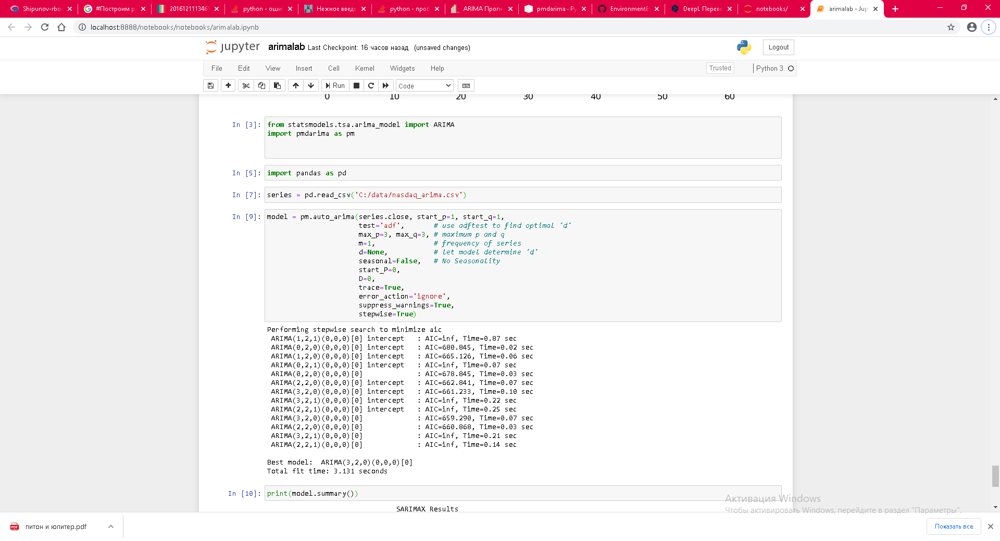 Shipunov-rboo
#Построим ра
2016121113461
python - ошиб
Нежное введе
python - проб
ARIMA Прогн
pmdarima · Py
EnvironmentE
DeepL Перево
notebooks/
arimalab - Jup
localhost:8888/notebooks/notebooks/arimalab.ipynb
jupyter arimalab Last Checkpoint: 16 часов назад (unsaved changes)
Logout
File Edit View Insert Cell Kernel Widgets Help
Trusted
Python 3
Run
Code
0 10 20 30 40 50 60
In [3]: from statsmodels.tsa.arima_model import ARIMA
import pmdarima as pm
In [5]: import pandas as pd
In [7]: series = pd.read_csv('C:/data/nasdaq_arima.csv')
In [9]: model = pm.auto_arima(series.close, start_p=1, start_q=1,
test='adf', # use adftest to find optimal 'd'
max_p=3, max_q=3, # maximum p and q
m=1, # frequency of series
d=None, # let model determine 'd'
seasonal=False, # No Seasonality
start_P=0,
D=0,
trace=True,
error_action='ignore',
suppress_warnings=True,
stepwise=True)
Performing stepwise search to minimize aic
ARIMA(1,2,1)(0,0,0)[0] intercept : AIC=inf, Time=0.87 sec
ARIMA(0,2,0)(0,0,0)[0] intercept : AIC=680.845, Time=0.02 sec
ARIMA(1,2,0)(0,0,0)[0] intercept : AIC=665.126, Time=0.06 sec
ARIMA(0,2,1)(0,0,0)[0] intercept : AIC=inf, Time=0.07 sec
ARIMA(0,2,0)(0,0,0)[0] : AIC=678.845, Time=0.03 sec
ARIMA(2,2,0)(0,0,0)[0] intercept : AIC=662.841, Time=0.07 sec
ARIMA(3,2,0)(0,0,0)[0] intercept : AIC=661.233, Time=0.10 sec
ARIMA(3,2,1)(0,0,0)[0] intercept : AIC=inf, Time=0.22 sec
ARIMA(2,2,1)(0,0,0)[0] intercept : AIC=inf, Time=0.25 sec
ARIMA(3,2,0)(0,0,0)[0] : AIC=659.290, Time=0.07 sec
ARIMA(2,2,0)(0,0,0)[0] : AIC=660.868, Time=0.03 sec
ARIMA(3,2,1)(0,0,0)[0] : AIC=inf, Time=0.21 sec
ARIMA(2,2,1)(0,0,0)[0] : AIC=inf, Time=0.14 sec
Best model: ARIMA(3,2,0)(0,0,0)[0]
Total fit time: 3.131 seconds
In [10]: print(model.summary())
SARIMAX Results
Активация Windows
Чтобы активировать Windows, перейдите в раздел "Параметры".
PDF питон и юпитер.pdf
Показать все